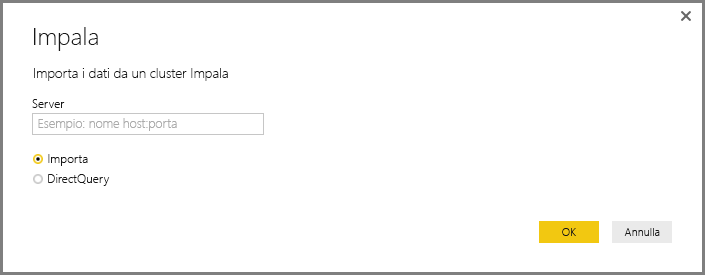 Impala
Importa i dati da un cluster Impala
Server
Esempio: nome host:porta
Importa
DirectQuery
OK Annulla